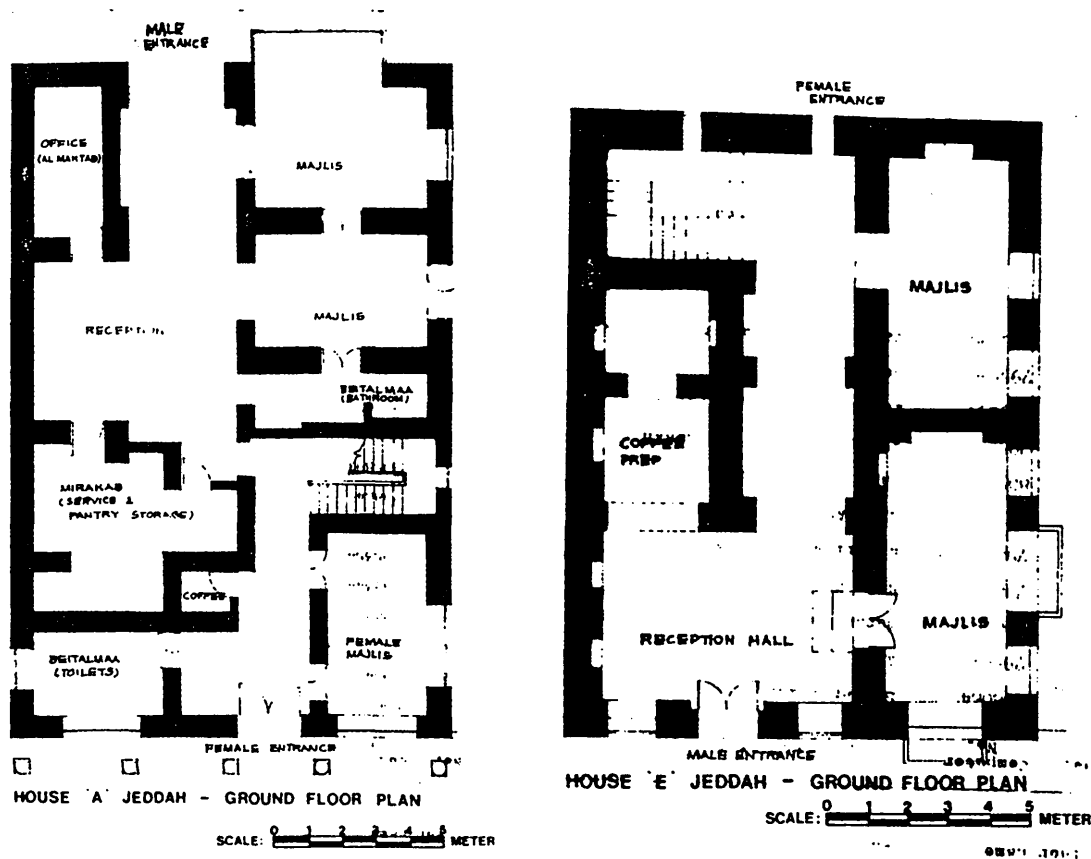 MALE
ENTRANCE
OFFICE
(AL MAKTAB)
MAJLIS
RECEPTION
MAJLIS
BEITALMAA
(BATHROOM)
MIRAKAB
(SERVICE &
PANTRY STORAGE)
COFFEE
BEITALMAA
(TOILETS)
FEMALE
MAJLIS
FEMALE ENTRANCE
HOUSE 'A' JEDDAH - GROUND FLOOR PLAN
SCALE: 0 1 2 3 4 5 METER
FEMALE
ENTRANCE
MAJLIS
COFFEE
PREP
RECEPTION HALL
MAJLIS
MALE ENTRANCE
HOUSE 'E' JEDDAH - GROUND FLOOR PLAN
SCALE: 0 1 2 3 4 5 METER